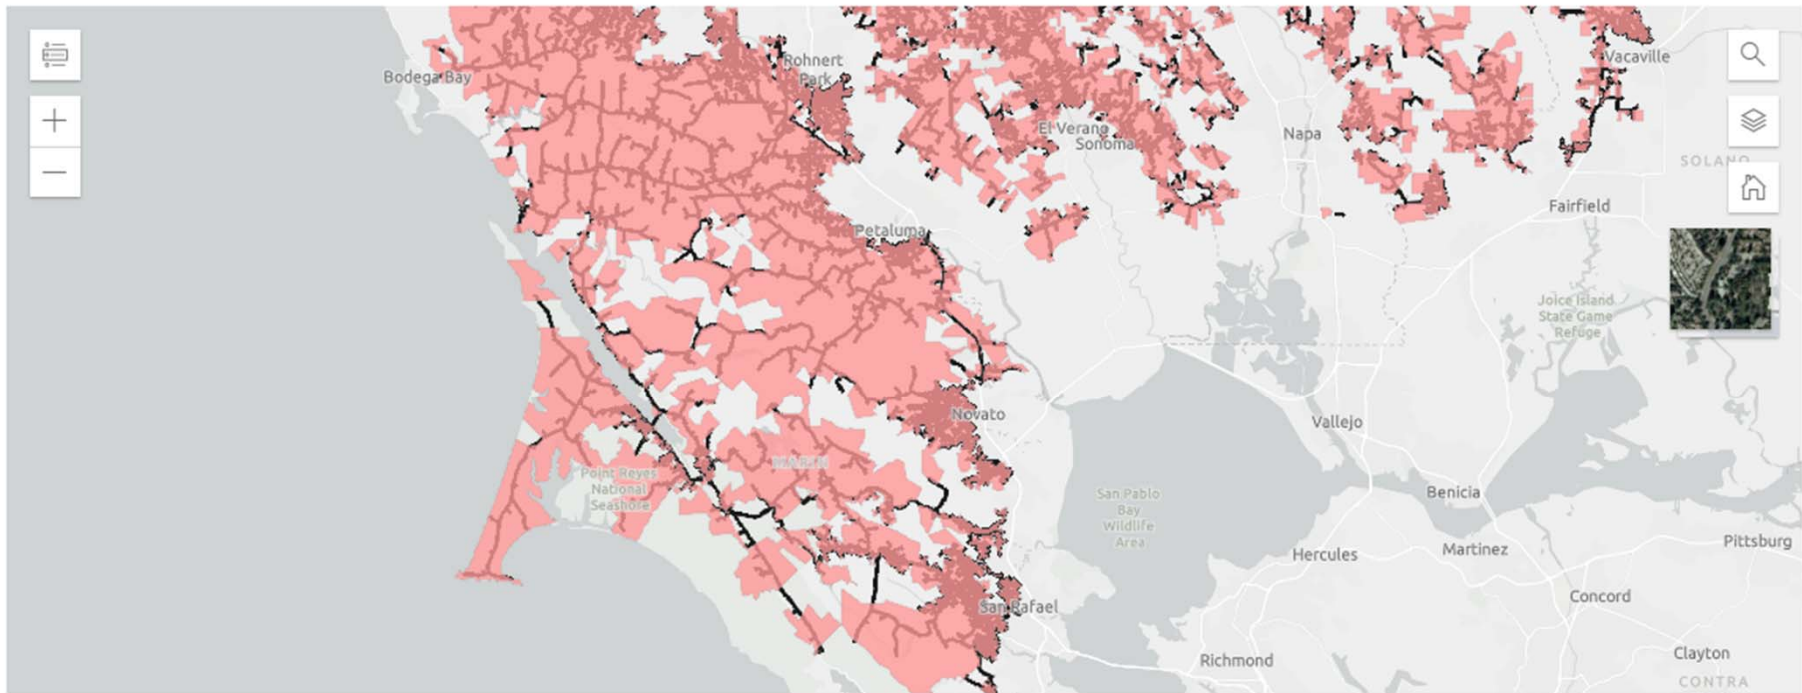 Rohnert
Park
Vacaville
Bodega Bay
El Verano
Sonoma
Napa
SOLANO
Fairfield
Petaluma
Joice Island
State Game
Refuge
Novato
Vallejo
MARIN
Point Reyes
National
Seashore
San Pablo
Bay
Wildlife
Area
Benicia
Hercules
Martinez
Pittsburg
Concord
San Rafael
Richmond
Clayton
CONTRA